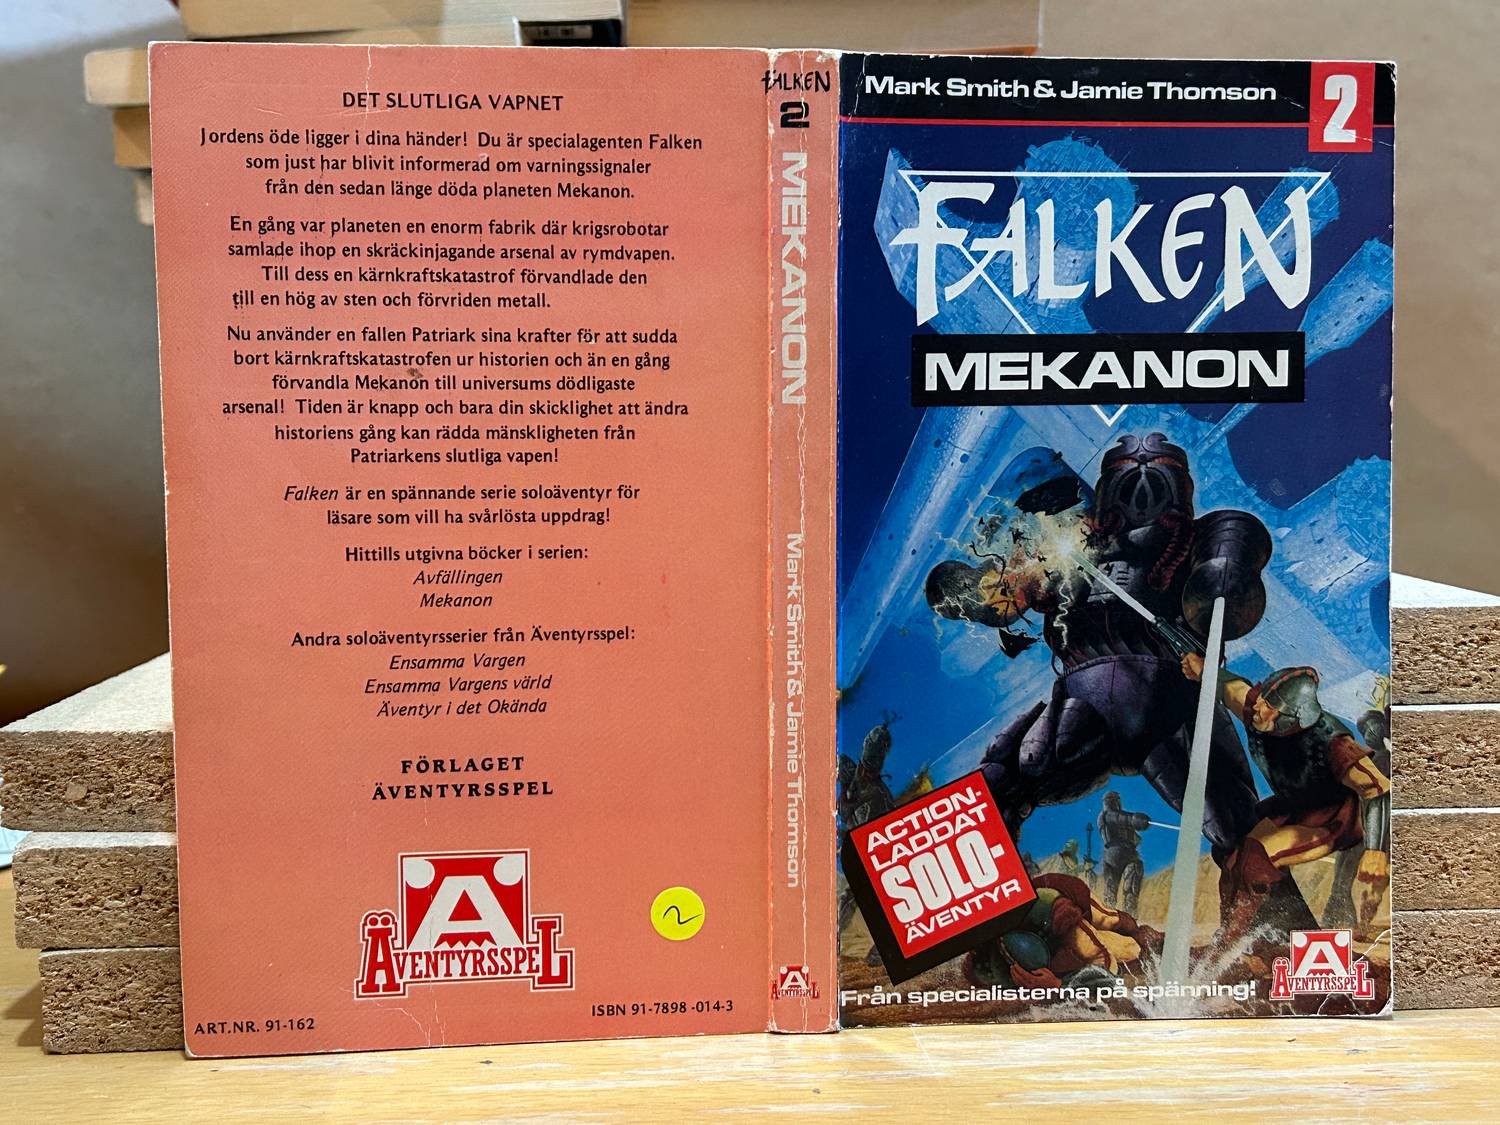 DET SLUTLIGA VAPNET
Jordens öde ligger i dina händer! Du är specialagenten Falken
som just har blivit informerad om varningssignaler
från den sedan länge döda planeten Mekanon.
En gång var planeten en enorm fabrik där krigsrobotar
samlade ihop en skräckinjagande arsenal av rymdvapen.
Till dess en kärnkraftskatastrof förvandlade den
till en hög av sten och förvriden metall.
Nu använder en fallen Patriark sina krafter för att sudda
bort kärnkraftskatastrofen ur historien och än en gång
förvandla Mekanon till universums dödligaste
arsenal! Tiden är knapp och bara din skicklighet att ändra
historiens gång kan rädda mänskligheten från
Patriarkens slutliga vapen!
Falken är en spännande serie soloäventyr för
läsare som vill ha svårlösta uppdrag!
Hittills utgivna böcker i serien:
Avfällingen
Mekanon
Andra soloäventyrsserier från Äventyrsspel:
Ensamma Vargen
Ensamma Vargens värld
Äventyr i det Okända
FÖRLAGET
ÄVENTYRSSPEL
Ä
ÄVENTYRSSPEL
2
ART.NR. 91-162
ISBN 91-7898-014-3
FALKEN
2
MEKANON
Mark Smith & Jamie Thomson
Ä
ÄVENTYRSSPEL
Mark Smith & Jamie Thomson
2
FALKEN
MEKANON
ACTION-
LADDAT
SOLO-
ÄVENTYR
Från specialisterna på spänning!
Ä
ÄVENTYRSSPEL